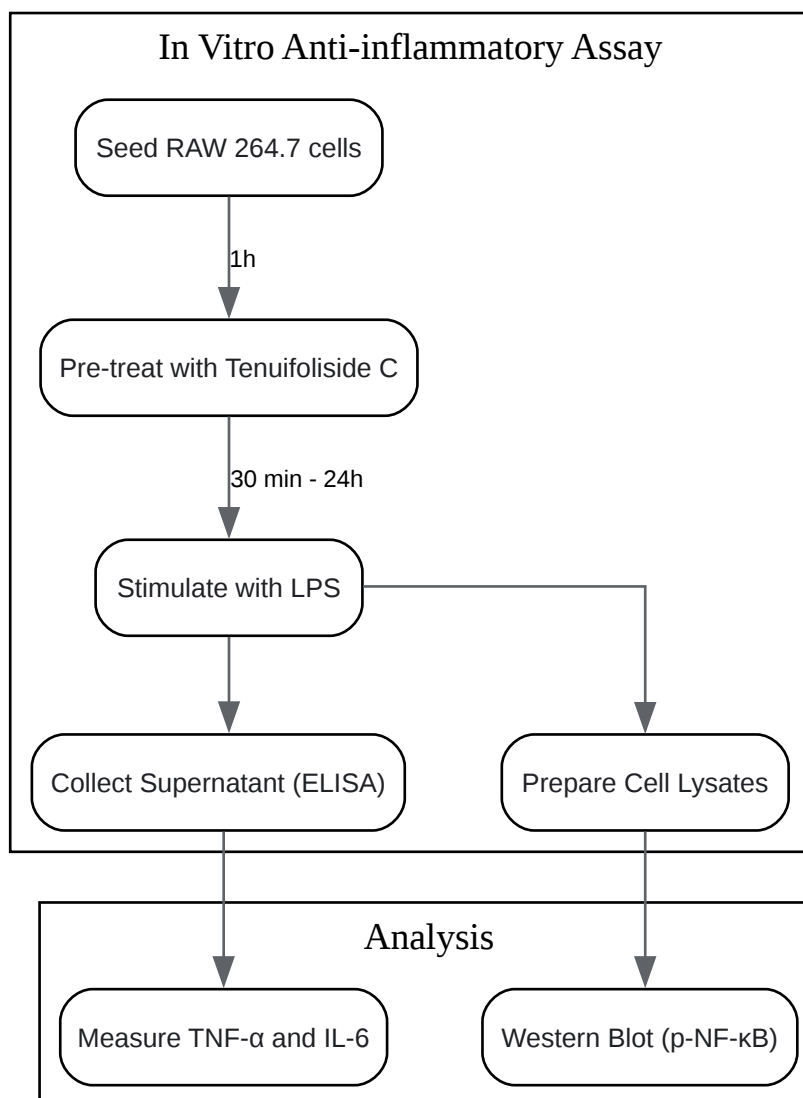 In Vitro Anti-inflammatory Assay
Seed RAW 264.7 cells
1h
Pre-treat with Tenuifoliside C
30 min - 24h
Stimulate with LPS
Collect Supernatant (ELISA)
Prepare Cell Lysates
Analysis
Measure TNF-α and IL-6
Western Blot (p-NF-κB)